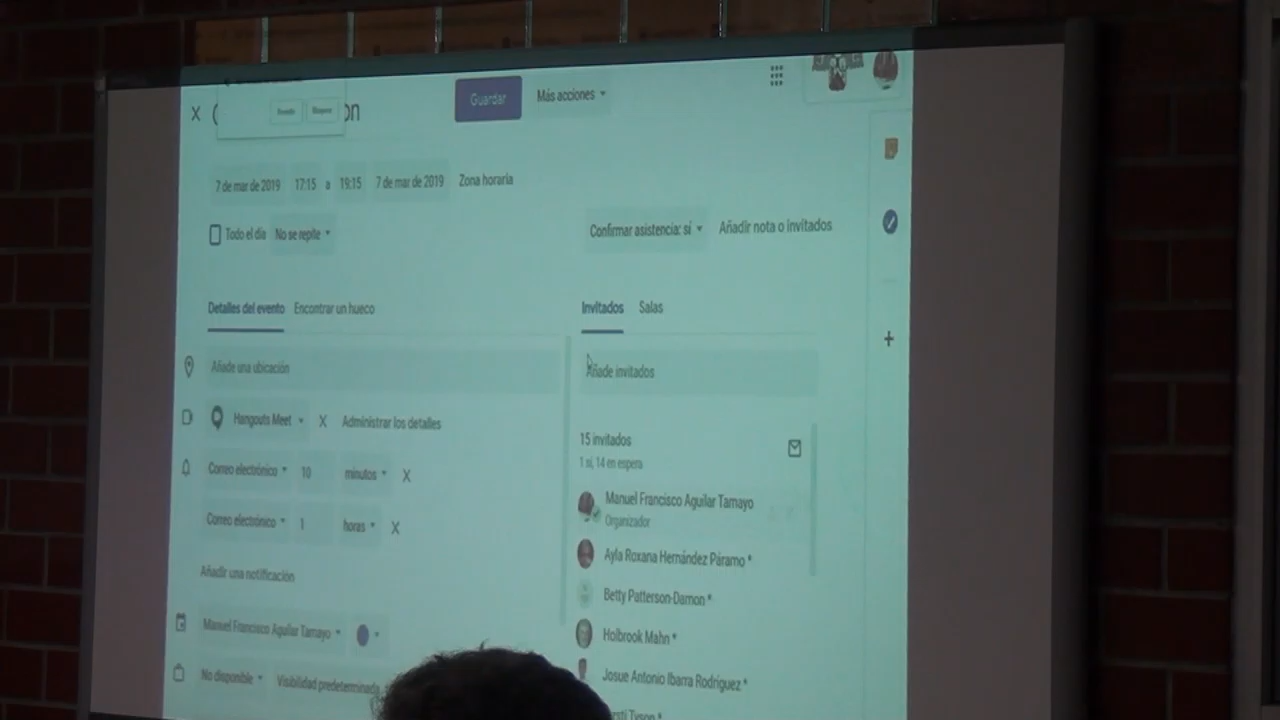 Guardar
Más acciones
7 de mar de 2019 17:15 a 19:15 7 de mar de 2019 Zona horaria
Todo el día No se repite
Confirmar asistencia: sí Añadir nota o invitados
Detalles del evento Encontrar un hueco
Invitados Salas
Añade una ubicación
Añade invitados
Hangouts Meet Administrar los detalles
15 invitados
1 sí, 14 en espera
Correo electrónico 10 minutos
Manuel Francisco Aguilar Tamayo
Organizador
Correo electrónico 1 horas
Ayla Roxana Hernández Páramo *
Añadir una notificación
Betty Patterson-Damon *
Manuel Francisco Aguilar Tamayo
Holbrook Mahn *
No disponible Visibilidad predeterminada
Josue Antonio Ibarra Rodriguez *
Tyson *